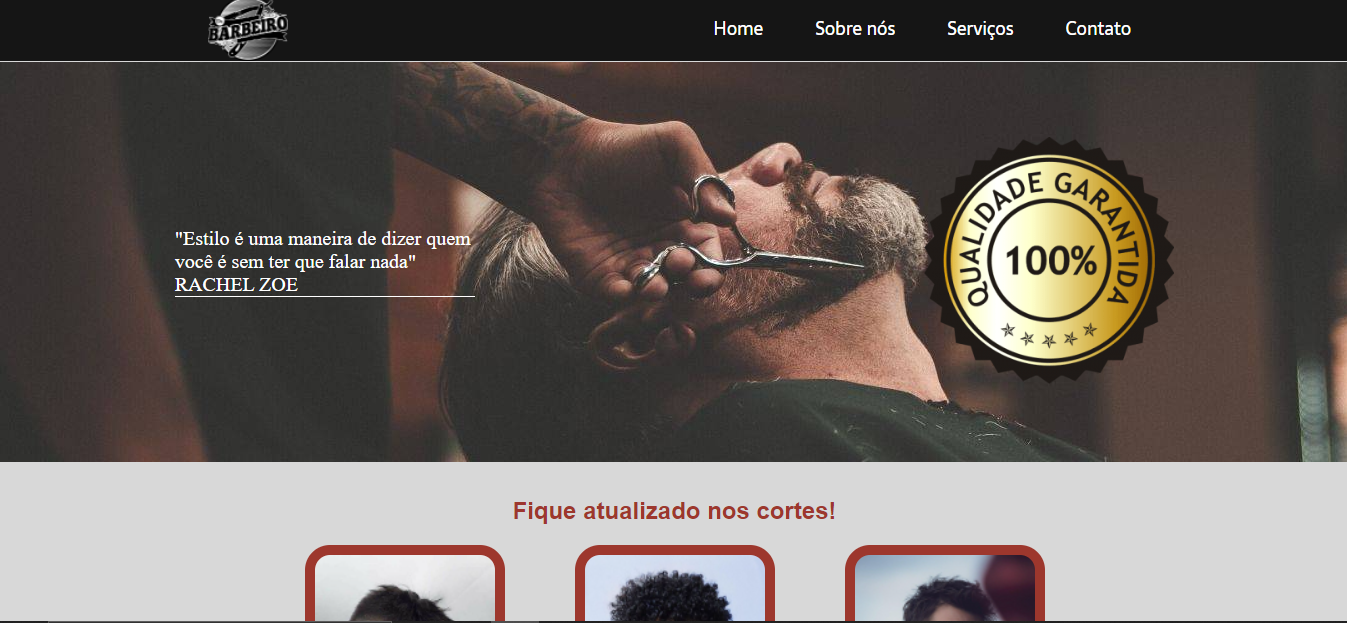 BARBEIRO
Home
Sobre nós
Serviços
Contato
"Estilo é uma maneira de dizer quem
você é sem ter que falar nada"
RACHEL ZOE
QUALIDADE GARANTIDA
100%
Fique atualizado nos cortes!